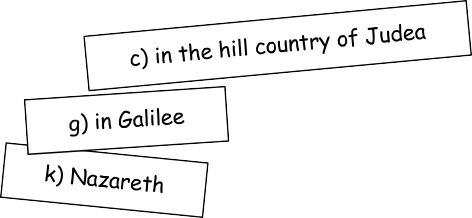 c) in the hill country of Judea
g) in Galilee
k) Nazareth